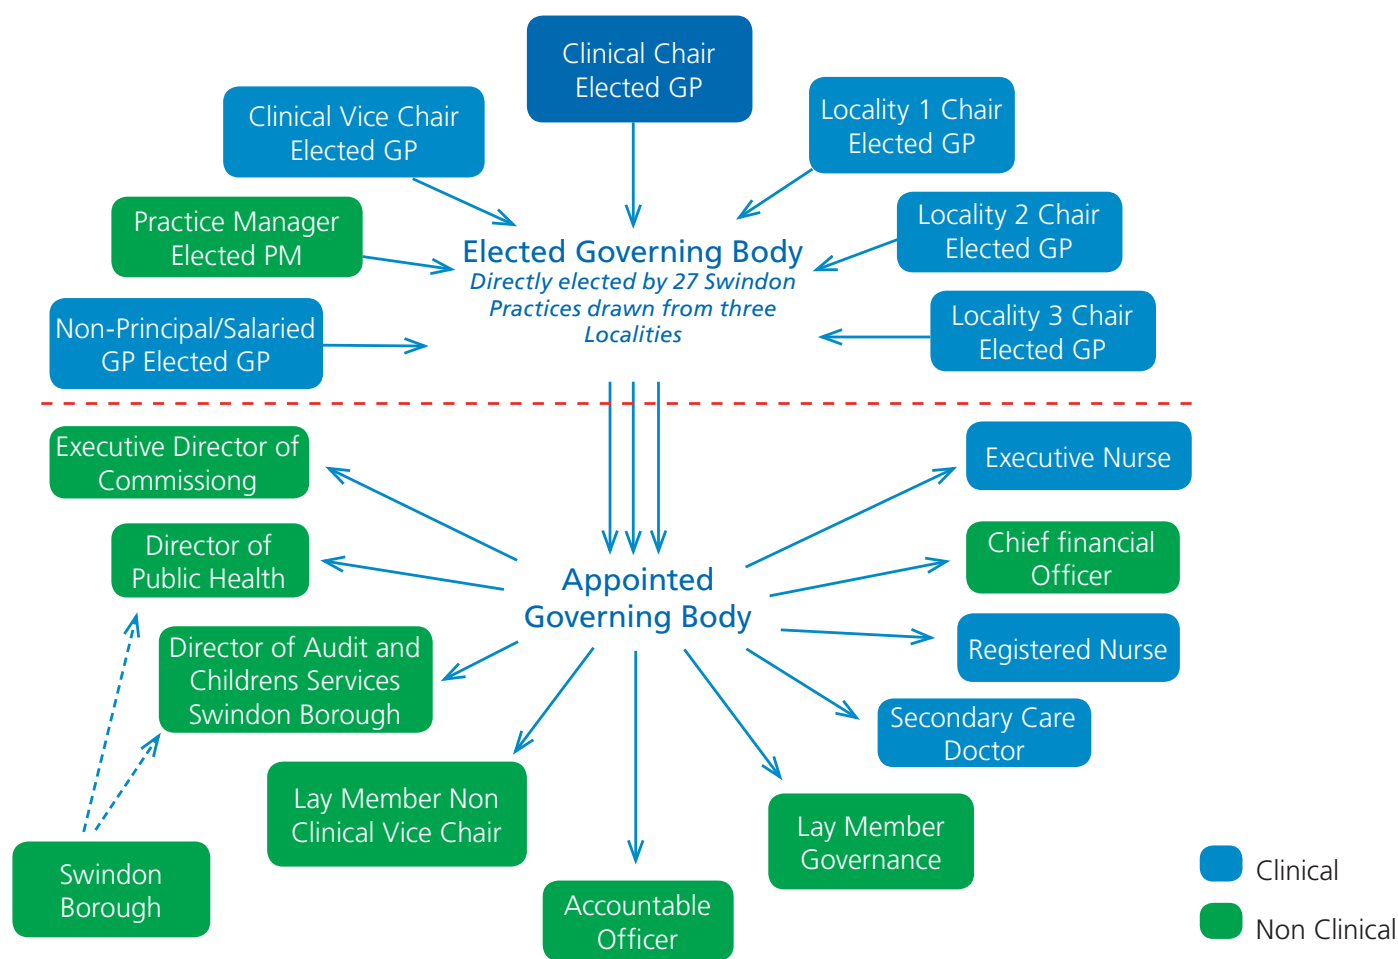 Clinical Chair
Elected GP
Clinical Vice Chair
Elected GP
Locality 1 Chair
Elected GP
Practice Manager
Elected PM
Locality 2 Chair
Elected GP
Elected Governing Body
Directly elected by 27 Swindon
Practices drawn from three
Localities
Non-Principal/Salaried
GP Elected GP
Locality 3 Chair
Elected GP
Executive Director of
Commissiong
Executive Nurse
Director of
Public Health
Chief financial
Officer
Appointed
Governing Body
Director of Audit and
Childrens Services
Swindon Borough
Registered Nurse
Secondary Care
Doctor
Lay Member Non
Clinical Vice Chair
Lay Member
Governance
Swindon
Borough
Accountable
Officer
Clinical
Non Clinical